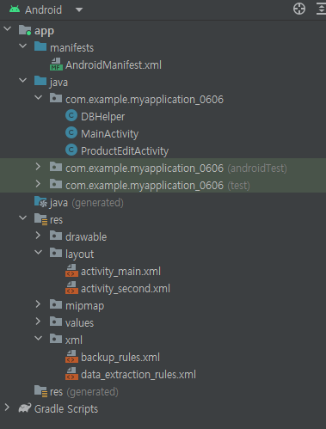 Android
app
manifests
AndroidManifest.xml
java
com.example.myapplication_0606
DBHelper
MainActivity
ProductEditActivity
com.example.myapplication_0606 (androidTest)
com.example.myapplication_0606 (test)
java (generated)
res
drawable
layout
activity_main.xml
activity_second.xml
mipmap
values
xml
backup_rules.xml
data_extraction_rules.xml
res (generated)
Gradle Scripts